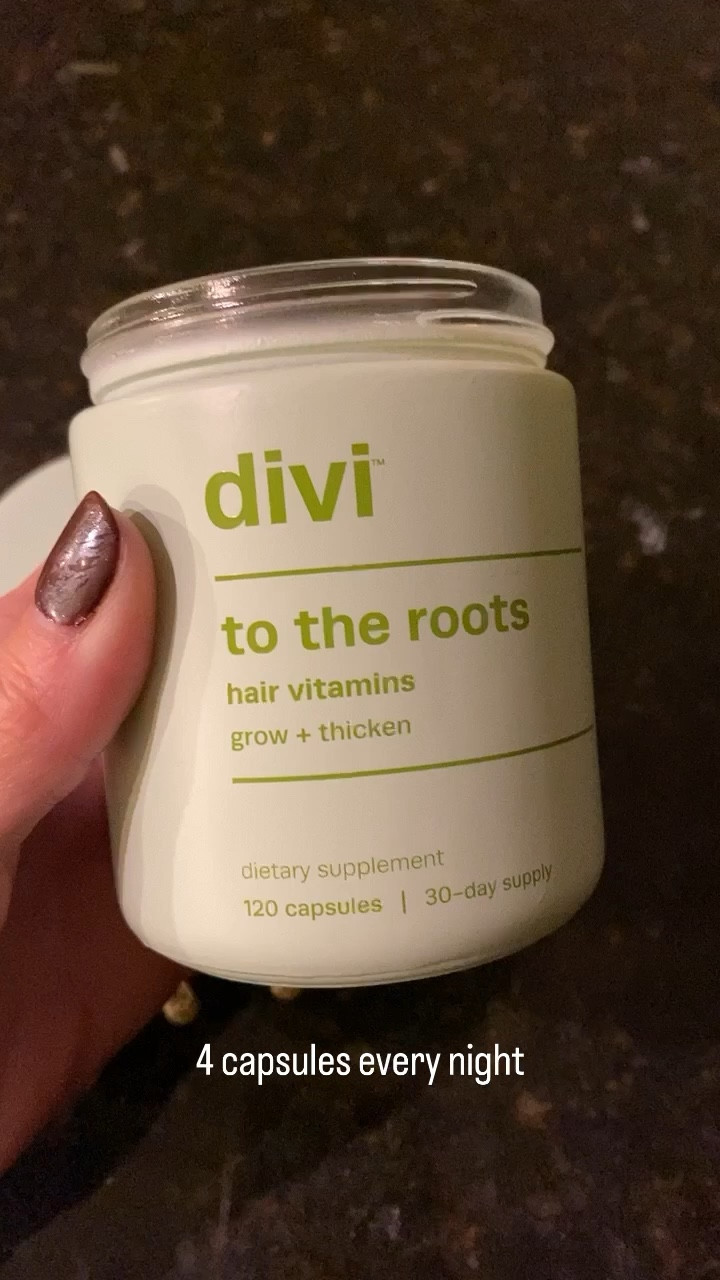 divi™
to the roots
hair vitamins
grow + thicken
dietary supplement
120 capsules | 30-day supply
4 capsules every night